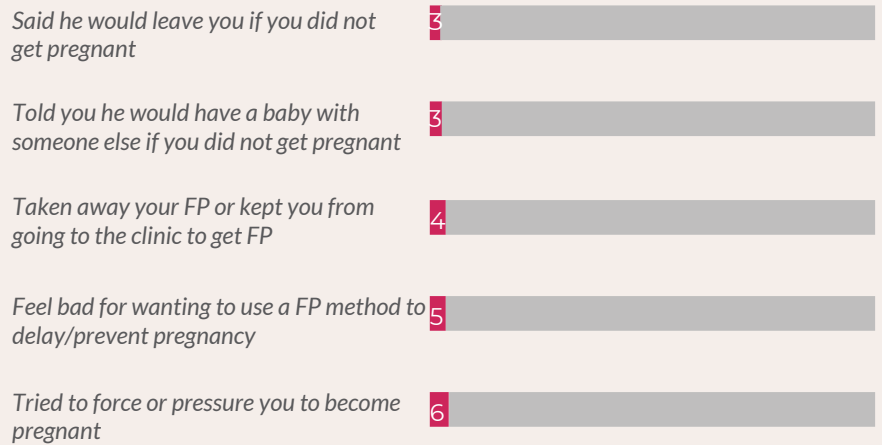 Said he would leave you if you did not
get pregnant
3
Told you he would have a baby with
someone else if you did not get pregnant
3
Taken away your FP or kept you from
going to the clinic to get FP
4
Feel bad for wanting to use a FP method to
delay/prevent pregnancy
5
Tried to force or pressure you to become
pregnant
6